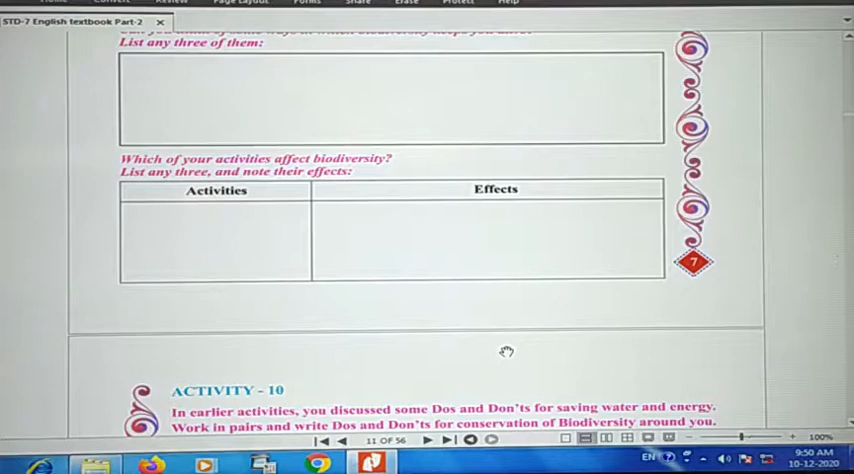 STD-7 English textbook Part-2 ×
List any three of them:
Which of your activities affect biodiversity?
List any three, and note their effects:
Activities Effects
7
ACTIVITY - 10
In earlier activities, you discussed some Dos and Don'ts for saving water and energy.
Work in pairs and write Dos and Don'ts for conservation of Biodiversity around you.
11 OF 56
100%
EN
9:50 AM
10-12-2020